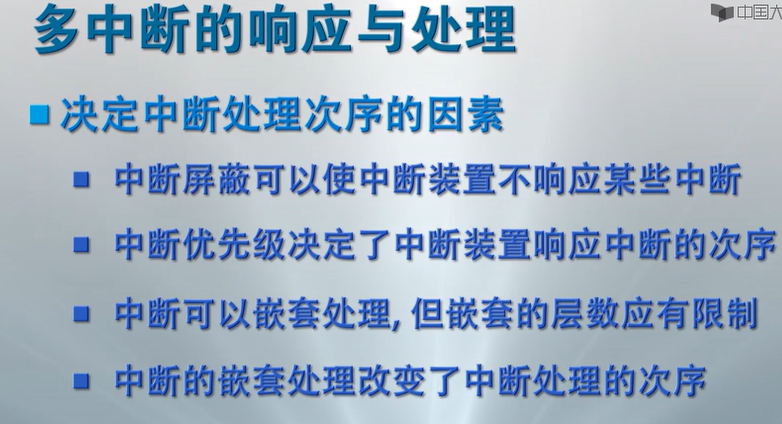 中国大
多中断的响应与处理
决定中断处理次序的因素
中断屏蔽可以使中断装置不响应某些中断
中断优先级决定了中断装置响应中断的次序
中断可以嵌套处理,但嵌套的层数应有限制
中断的嵌套处理改变了中断处理的次序